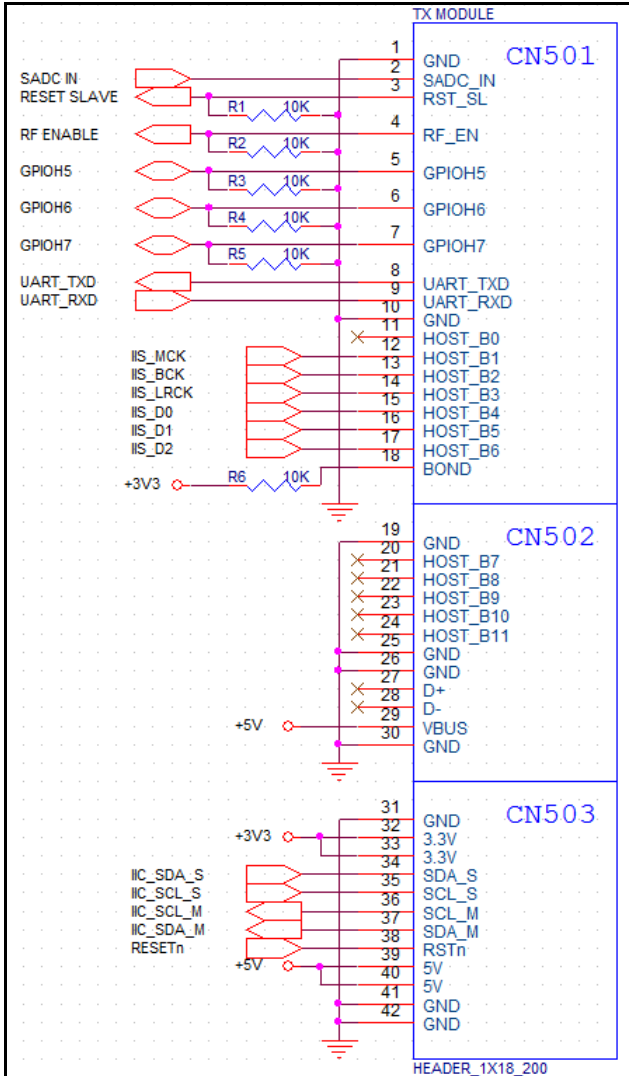 TX MODULE
CN501
1 GND
SADC IN 2 SADC_IN
RESET SLAVE 3 RST_SL
R1 10K
RF ENABLE 4 RF_EN
R2 10K
GPIOH5 5 GPIOH5
R3 10K
GPIOH6 6 GPIOH6
R4 10K
GPIOH7 7 GPIOH7
R5 10K
UART_TXD 8 UART_TXD
UART_RXD 9 UART_RXD
10 GND
11 HOST_B0
IIS_MCK 12 HOST_B1
IIS_BCK 13 HOST_B2
IIS_LRCK 14 HOST_B3
IIS_D0 15 HOST_B4
IIS_D1 16 HOST_B5
IIS_D2 17 HOST_B6
18 BOND
+3V3 R6 10K
CN502
19 GND
20 HOST_B7
21 HOST_B8
22 HOST_B9
23 HOST_B10
24 HOST_B11
25 GND
26 GND
27 D+
28 D-
+5V 29 VBUS
30 GND
CN503
31 GND
+3V3 32 3.3V
33 3.3V
IIC_SDA_S 34 SDA_S
IIC_SCL_S 35 SCL_S
IIC_SCL_M 36 SCL_M
IIC_SDA_M 37 SDA_M
RESETn 38 RSTn
+5V 39 5V
40 5V
41 GND
42 GND
HEADER_1X18_200